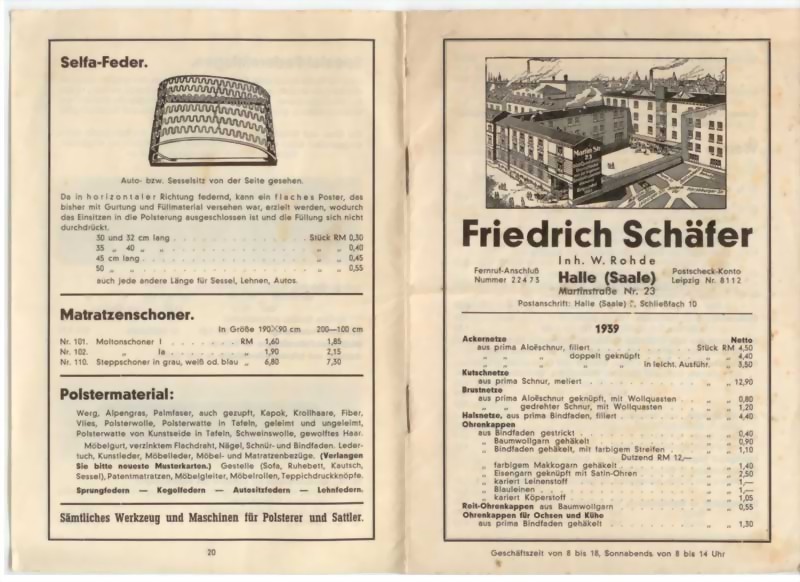 Selfa-Feder.
Auto- bzw. Sesselsitz von der Seite gesehen.
Da in horizontaler Richtung federnd, kann ein flaches Poster, das
bisher mit Gurtung und Füllmaterial versehen war, erzielt werden, wodurch
das Einsitzen in die Polsterung ausgeschlossen ist und die Füllung sich nicht
durchdrückt.
30 und 32 cm lang . . . . . . . . . . . . Stück RM 0,30
35 „ 40 „ „ . . . . . . . . . . . . „ „ 0,40
45 cm lang . . . . . . . . . . . . „ „ 0,45
50 „ „ . . . . . . . . . . . . „ „ 0,55
auch jede andere Länge für Sessel, Lehnen, Autos.
Matratzenschoner.
In Größe 190×90 cm 200—100 cm
Nr. 101. Moltonschoner I . . . . . . . RM 1,60 1,85
Nr. 102. „ Ia . . . . . . . „ 1,90 2,15
Nr. 110. Steppschoner in grau, weiß od. blau „ 6,80 7,30
Polstermaterial:
Werg, Alpengras, Palmfaser, auch gezupft, Kapok, Krollhaare, Fiber,
Vlies, Polsterwolle, Polsterwatte in Tafeln, geleimt und ungeleimt,
Polsterwatte von Kunstseide in Tafeln, Schweinswolle, gewolftes Haar.
Möbelgurt, verzinktem Flachdraht, Nägel, Schnür- und Bindfaden. Leder-
tuch, Kunstleder, Möbelleder, Möbel- und Matratzenbezüge. (Verlangen
Sie bitte neueste Musterkarten.) Gestelle (Sofa, Ruhebett, Kautsch,
Sessel), Patentmatratzen, Möbelgleiter, Möbelrollen, Teppichdruckknöpfe.
Sprungfedern — Kegelfedern — Autositzfedern — Lehnfedern.
Sämtliches Werkzeug und Maschinen für Polsterer und Sattler.
20
Martin Str.
23
Friedrich Schäfer
Inh. W. Rohde
Fernruf-Anschluß
Nummer 22475
Halle (Saale)
Martinstraße Nr. 23
Postscheck-Konto
Leipzig Nr. 8112
Postanschrift: Halle (Saale) 2, Schließfach 10
1939
Ackernetze Netto
aus prima Aloëschnur, filiert . . . . . . . . Stück RM 4,50
„ „ „ doppelt geknüpft . . . . „ „ 4,40
„ „ „ „ in leicht. Ausführ. „ „ 3,50
Kutschnetze
aus prima Schnur, meliert . . . . . . . . „ „ 12,90
Brustnetze
aus prima Aloëschnur geknüpft, mit Wollquasten . . „ „ 0,80
„ „ gedrehter Schnur, mit Wollquasten . . „ „ 1,20
Halsnetze, aus prima Bindfaden, filiert . . . . . . „ „ 4,40
Ohrenkappen
aus Bindfaden gestrickt . . . . . . . . „ „ 0,40
„ Baumwollgarn gehäkelt . . . . . . . . „ „ 0,90
„ Bindfaden gehäkelt, mit farbigem Streifen . . . „ „ 1,10
Dutzend RM 12,—
„ farbigem Makkogarn gehäkelt . . . . . . „ „ 1,40
„ Eisengarn geknüpft mit Satin-Ohren . . . . „ „ 2,50
„ kariert Leinenstoff . . . . . . . . „ „ 1,—
„ Blauleinen . . . . . . . . „ „ 1,—
„ kariert Köperstoff . . . . . . . . „ „ 1,05
Reit-Ohrenkappen aus Baumwollgarn . . . . . . „ „ 0,55
Ohrenkappen für Ochsen und Kühe
aus prima Bindfaden gehäkelt . . . . . . . . „ „ 1,30
Geschäftszeit von 8 bis 18, Sonnabends von 8 bis 14 Uhr